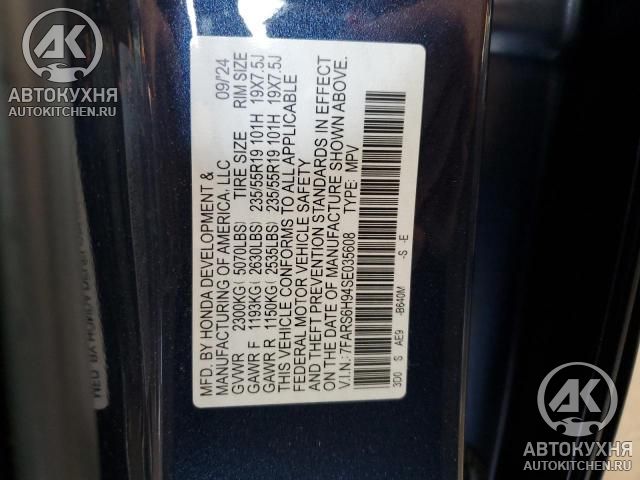 АВТОКУХНЯ
AUTOKITCHEN.RU
MFD. BY HONDA DEVELOPMENT & 09/24
MANUFACTURING OF AMERICA, LLC
TIRE SIZE RIM SIZE
GVWR 2300KG( 5070LBS)
GAWR F 1193KG( 2630LBS) 235/55R19 101H 19X7.5J
GAWR R 1150KG( 2535LBS) 235/55R19 101H 19X7.5J
THIS VEHICLE CONFORMS TO ALL APPLICABLE
FEDERAL MOTOR VEHICLE SAFETY
AND THEFT PREVENTION STANDARDS IN EFFECT
ON THE DATE OF MANUFACTURE SHOWN ABOVE.
V.I.N.: 7FARS6H94SE035608 TYPE: MPV
3D0 S AE9 -B640M -S -E
АВТОКУХНЯ
AUTOKITCHEN.RU